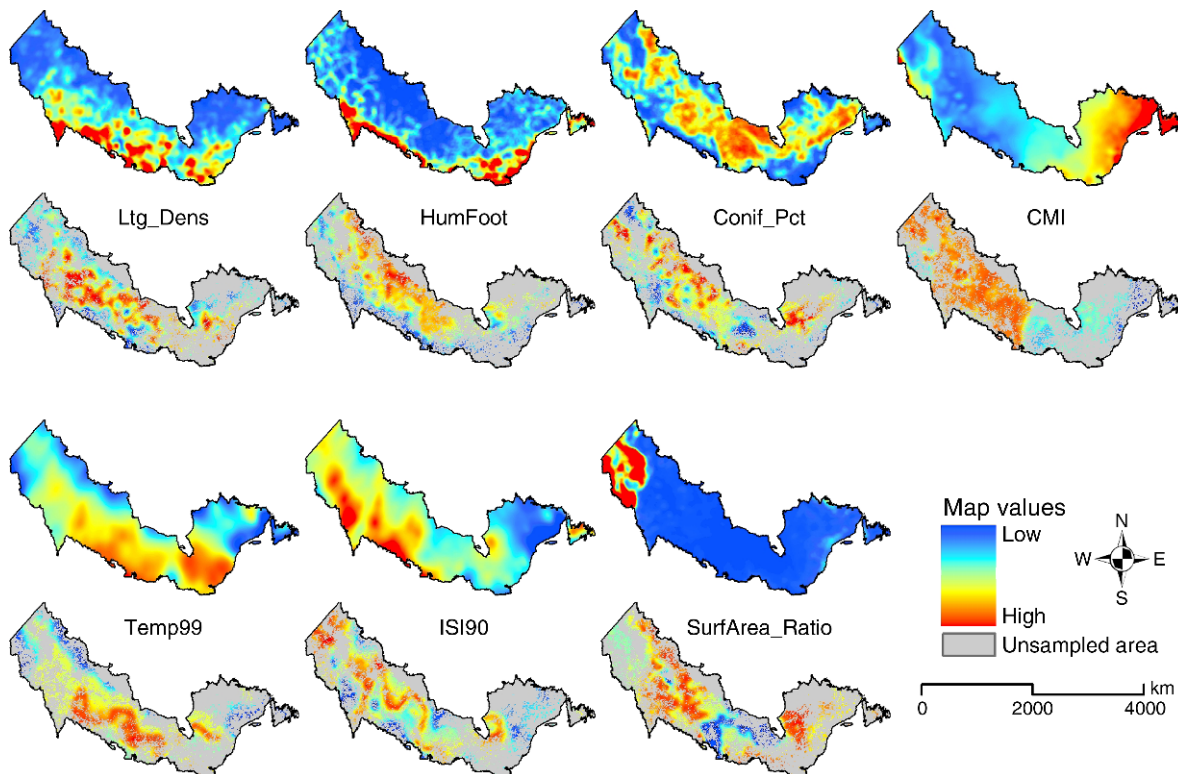 Ltg_Dens
HumFoot
Conif_Pct
CMI
Temp99
ISI90
SurfArea_Ratio
Map values
Low
High
Unsampled area
N
W E
S
km
0 2000 4000